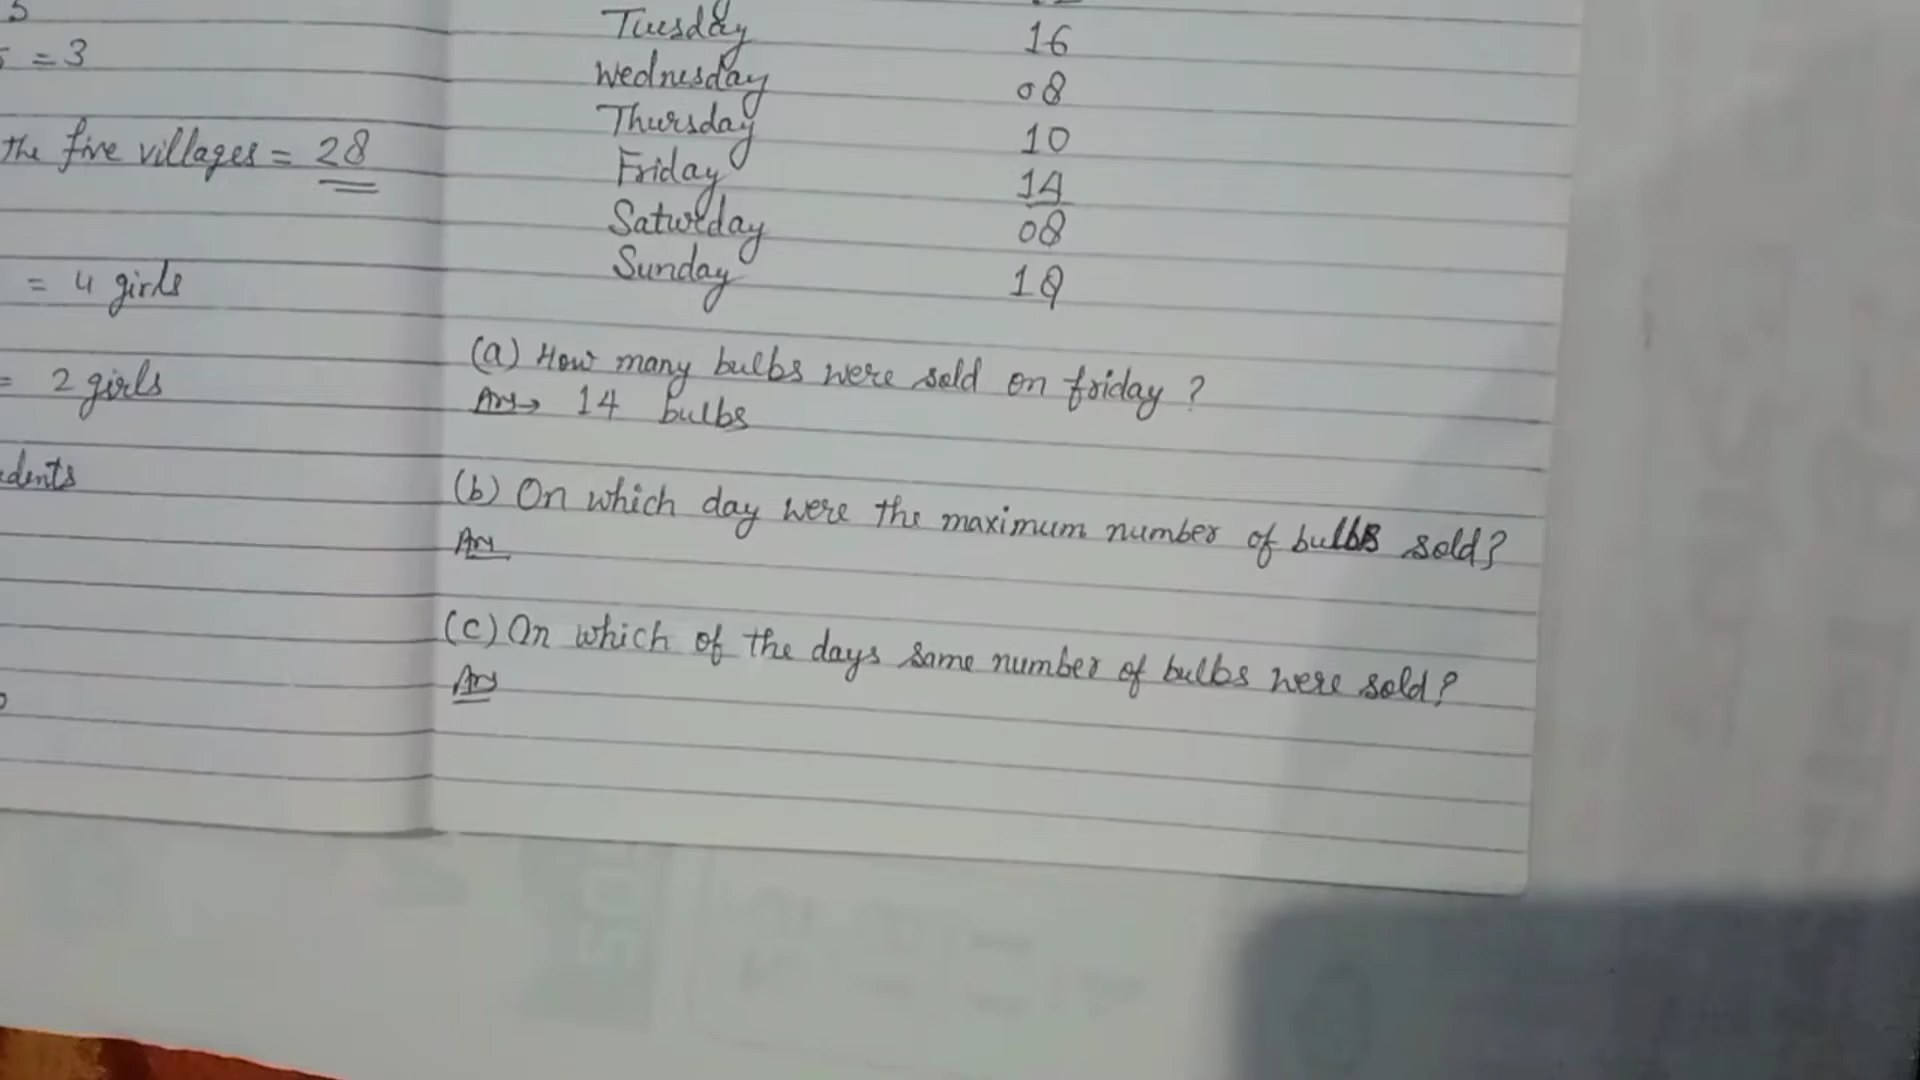 = 3
the five villages = 28
= 4 girls
= 2 girls
Tuesday 16
Wednesday 08
Thursday 10
Friday 14
Saturday 08
Sunday 18
(a) How many bulbs were sold on friday ?
Ans→ 14 bulbs
(b) On which day were the maximum number of bulbs sold?
Ans
(c) On which of the days same number of bulbs were sold?
Ans